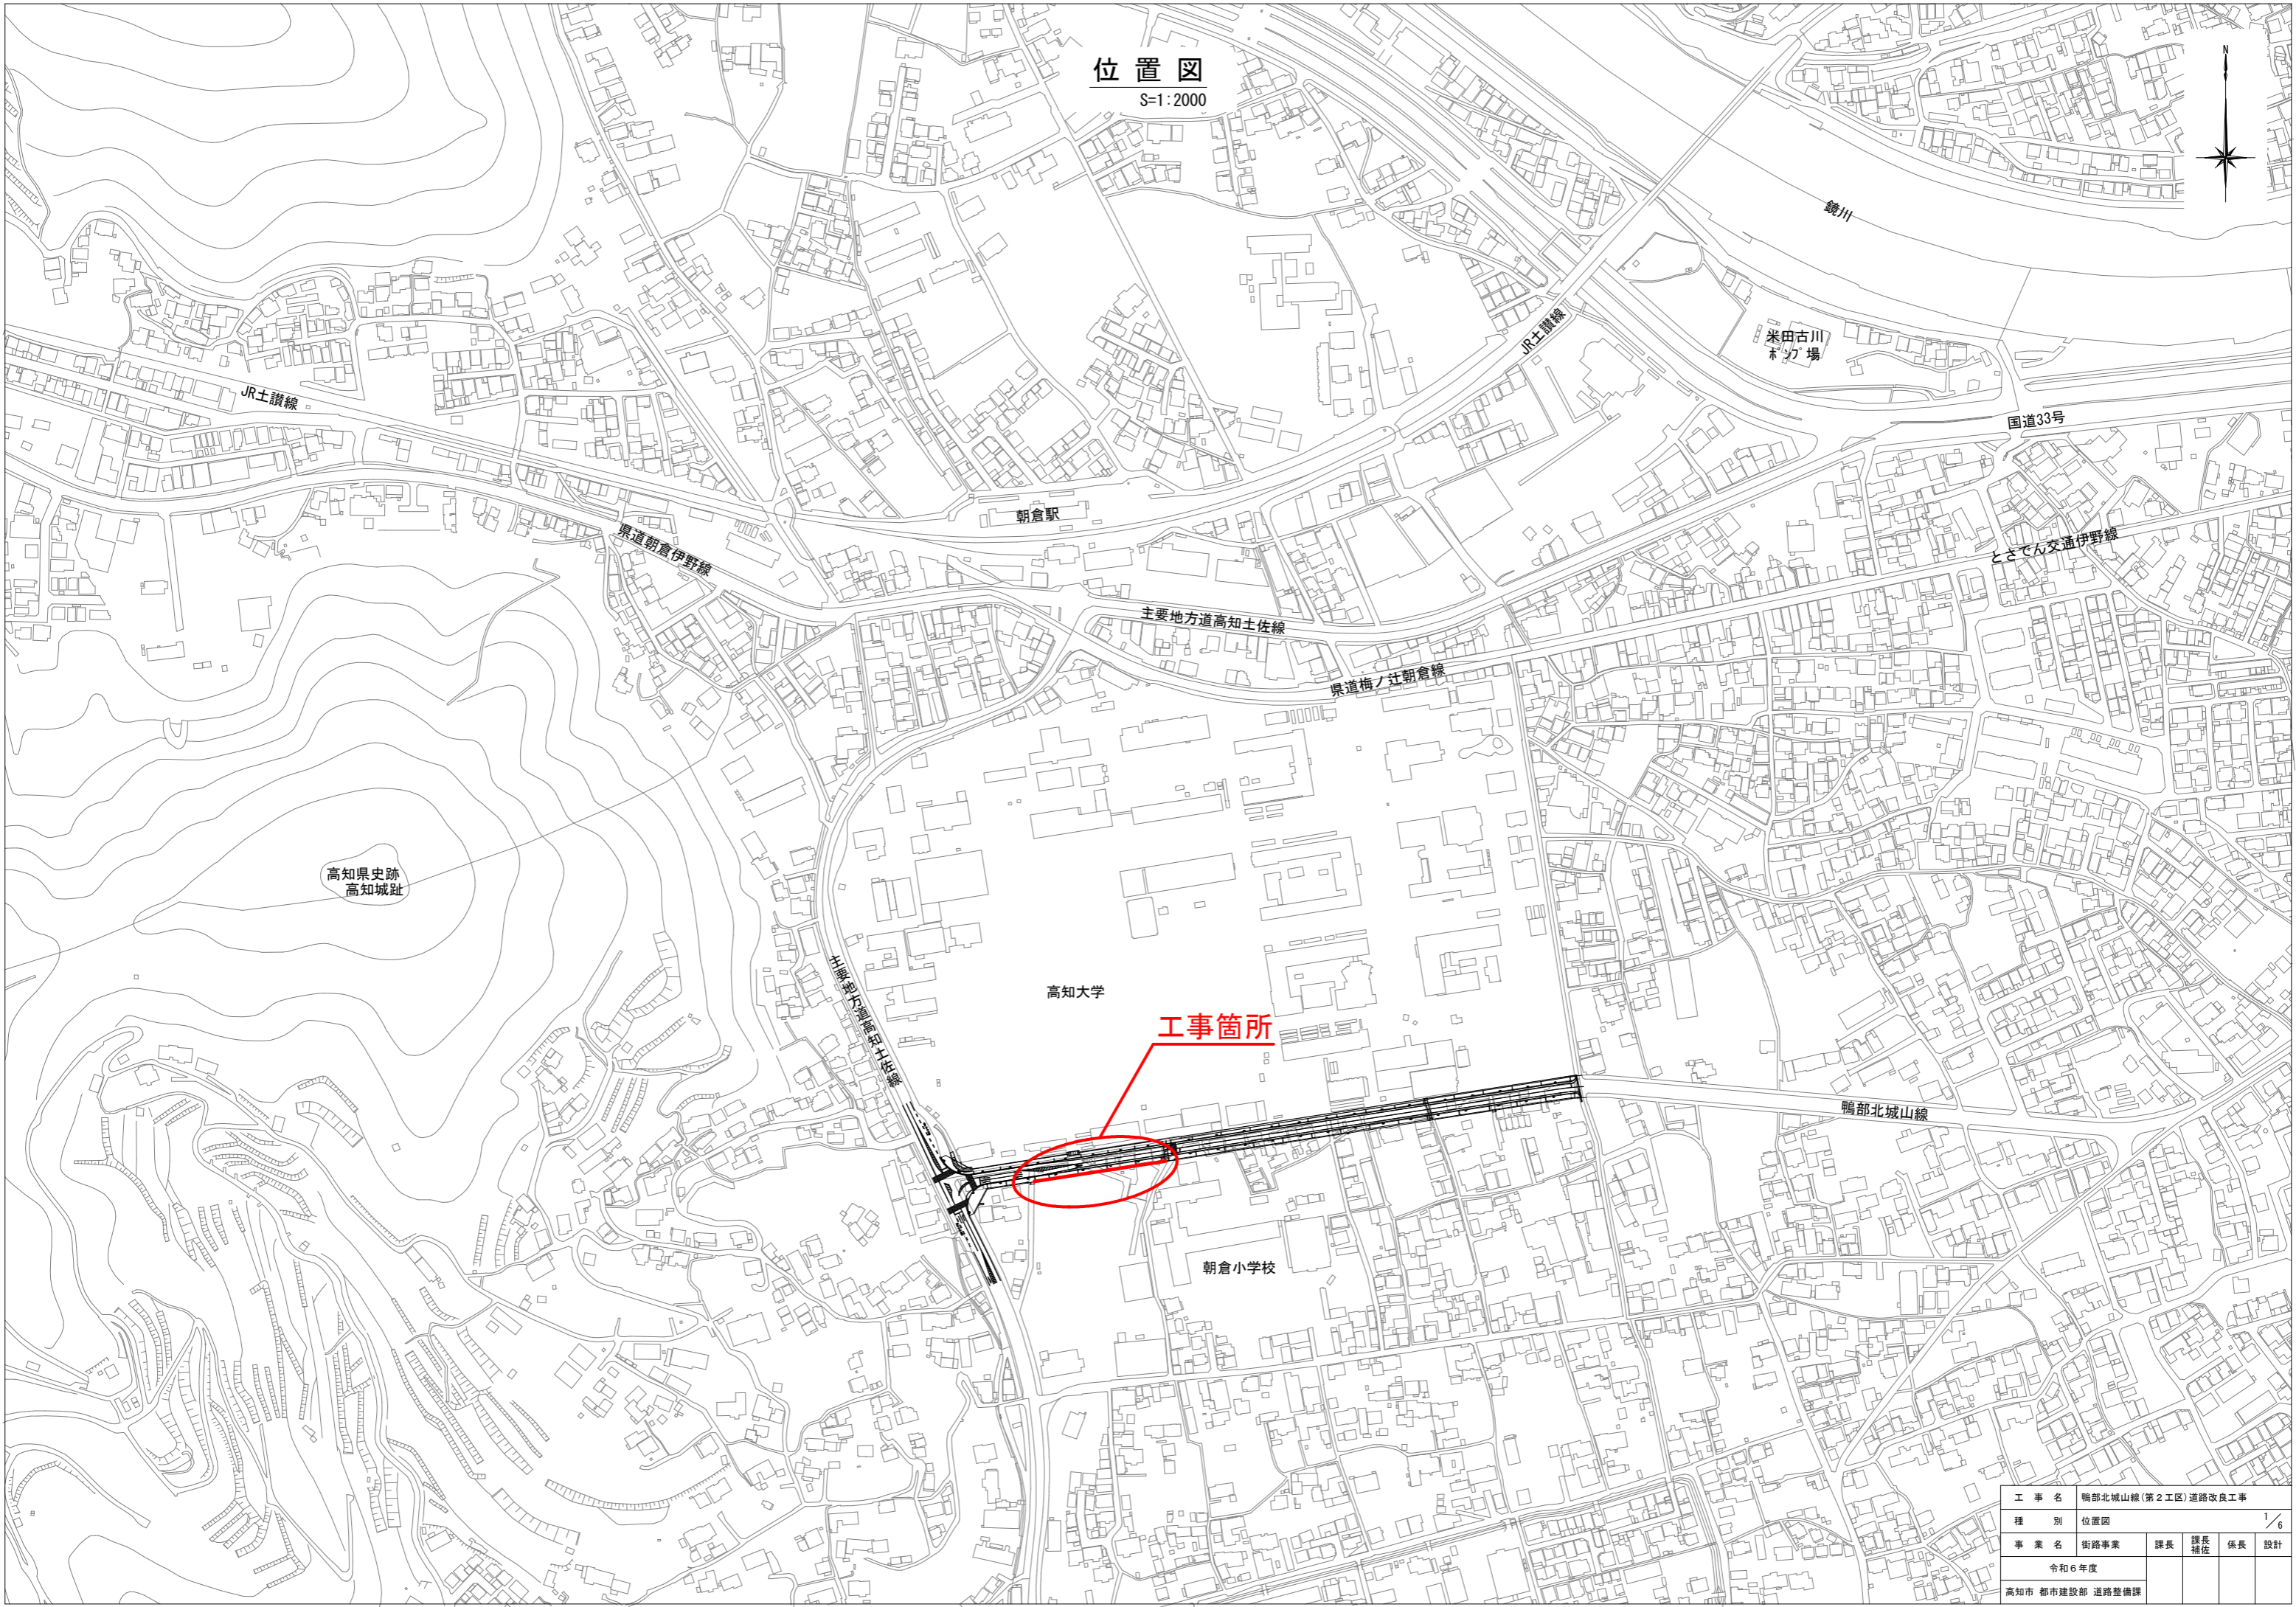 位置図
S=1:2000
N
鏡川
JR土讃線
米田古川
ポンプ場
JR土讃線
国道33号
朝倉駅
県道朝倉伊野線
とさでん交通伊野線
主要地方道高知土佐線
県道梅ノ辻朝倉線
高知県史跡
高知城趾
主要地方道高知土佐線
高知大学
工事箇所
鴨部北城山線
朝倉小学校
工事名 鴨部北城山線(第2工区)道路改良工事
種別 位置図 1/6
事業名 街路事業 課長 課長補佐 係長 設計
令和6年度
高知市 都市建設部 道路整備課